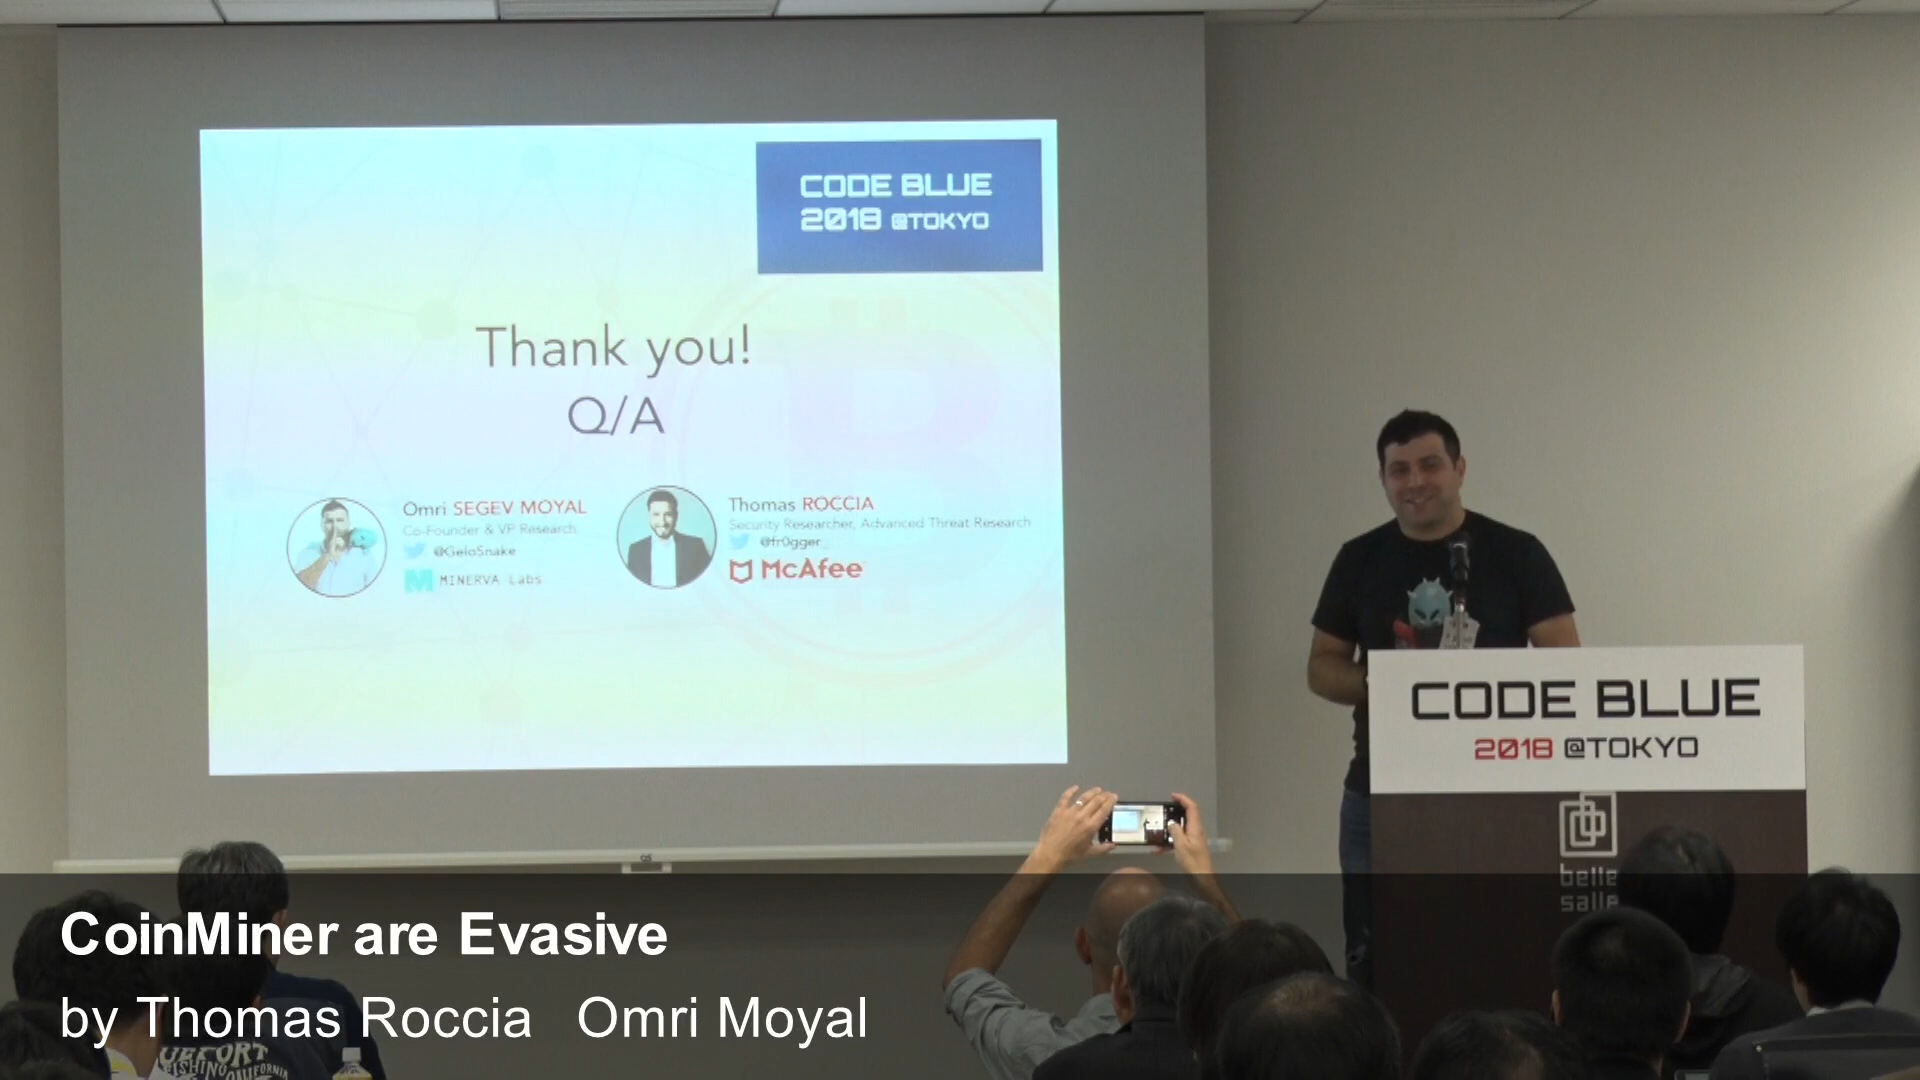 CODE BLUE
2018 @TOKYO
Thank you!
Q/A
Omri SEGEV MOYAL
Co-Founder & VP Research
@GeloSnake
MINERVA Labs
Thomas ROCCIA
Security Researcher, Advanced Threat Research
@fr0gger_
McAfee
CODE BLUE
2018 @TOKYO
belle
salle
CoinMiner are Evasive
by Thomas Roccia Omri Moyal